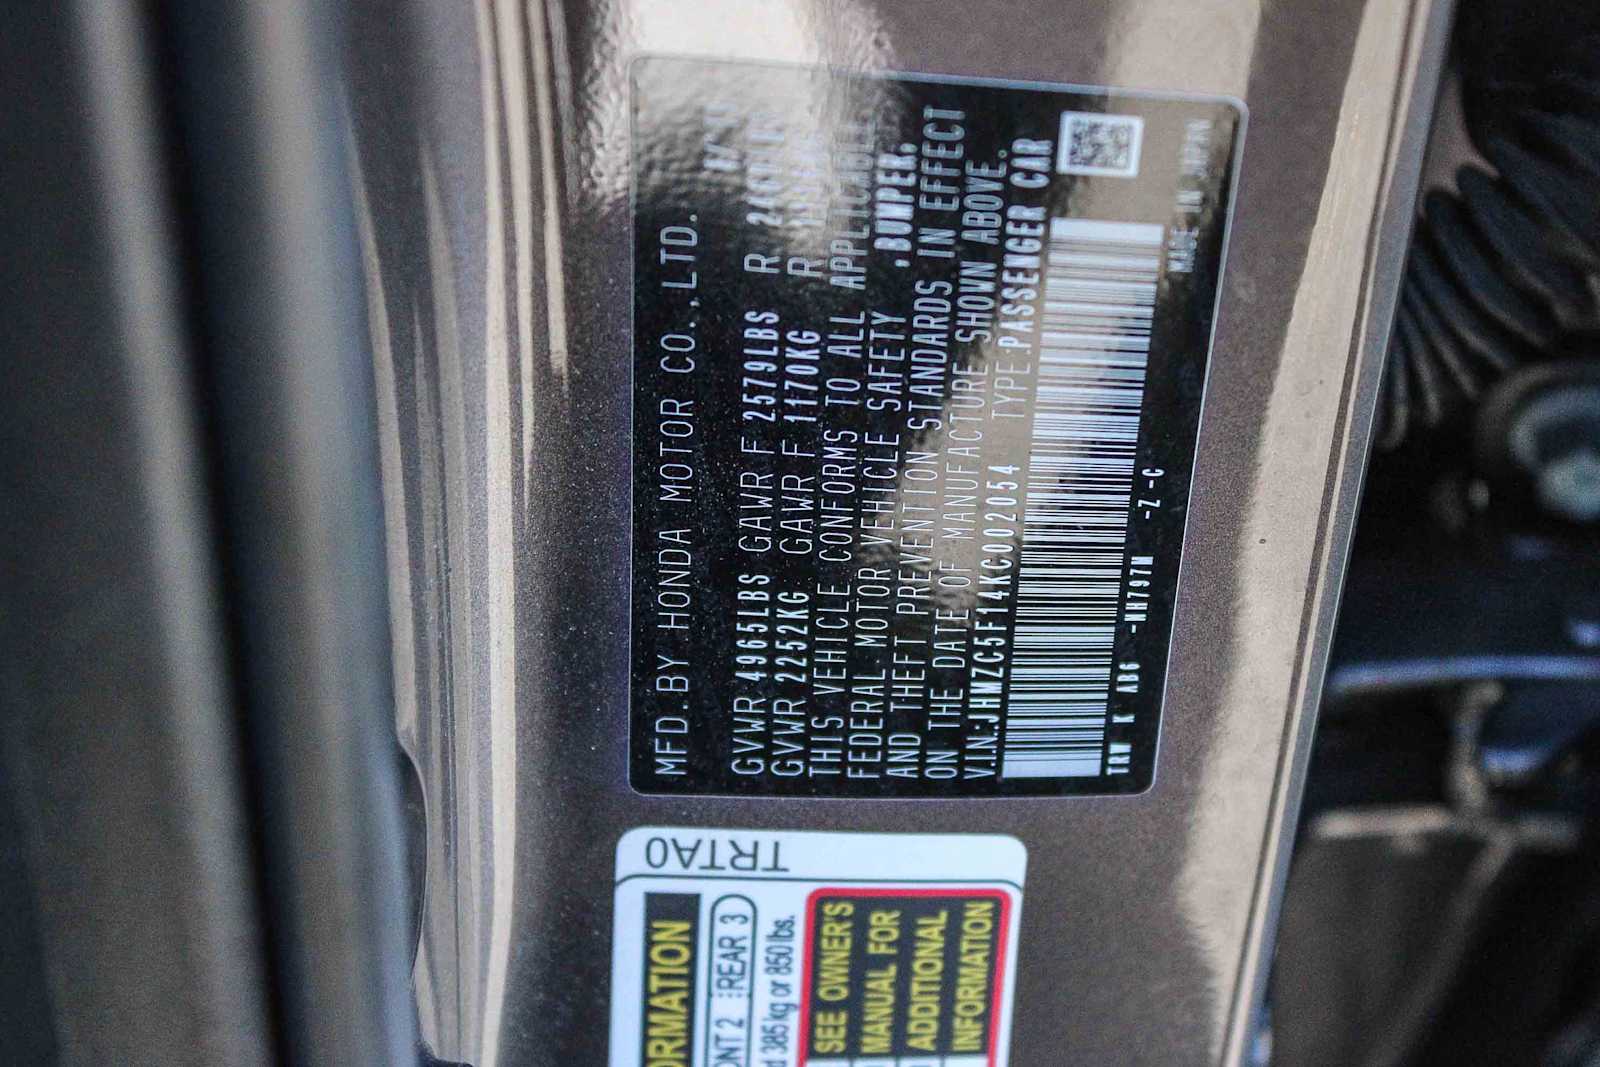 MFD.BY HONDA MOTOR CO.,LTD.
GVWR 4965LBS GAWR F 2579LBS R
GVWR 2252KG GAWR F 1170KG R
THIS VEHICLE CONFORMS TO ALL APPLICABLE
FEDERAL MOTOR VEHICLE SAFETY ,BUMPER,
AND THEFT PREVENTION STANDARDS IN EFFECT
ON THE DATE OF MANUFACTURE SHOWN ABOVE.
V.I.N.:JHMZC5F14KC002054 TYPE:PASSENGER CAR
TRW K AB6 -NH797M -Z -C
MADE IN JAPAN
TRTA0
ORMATION
ONT 2 REAR 3
385 kg or 850 lbs.
SEE OWNER'S
MANUAL FOR
ADDITIONAL
INFORMATION